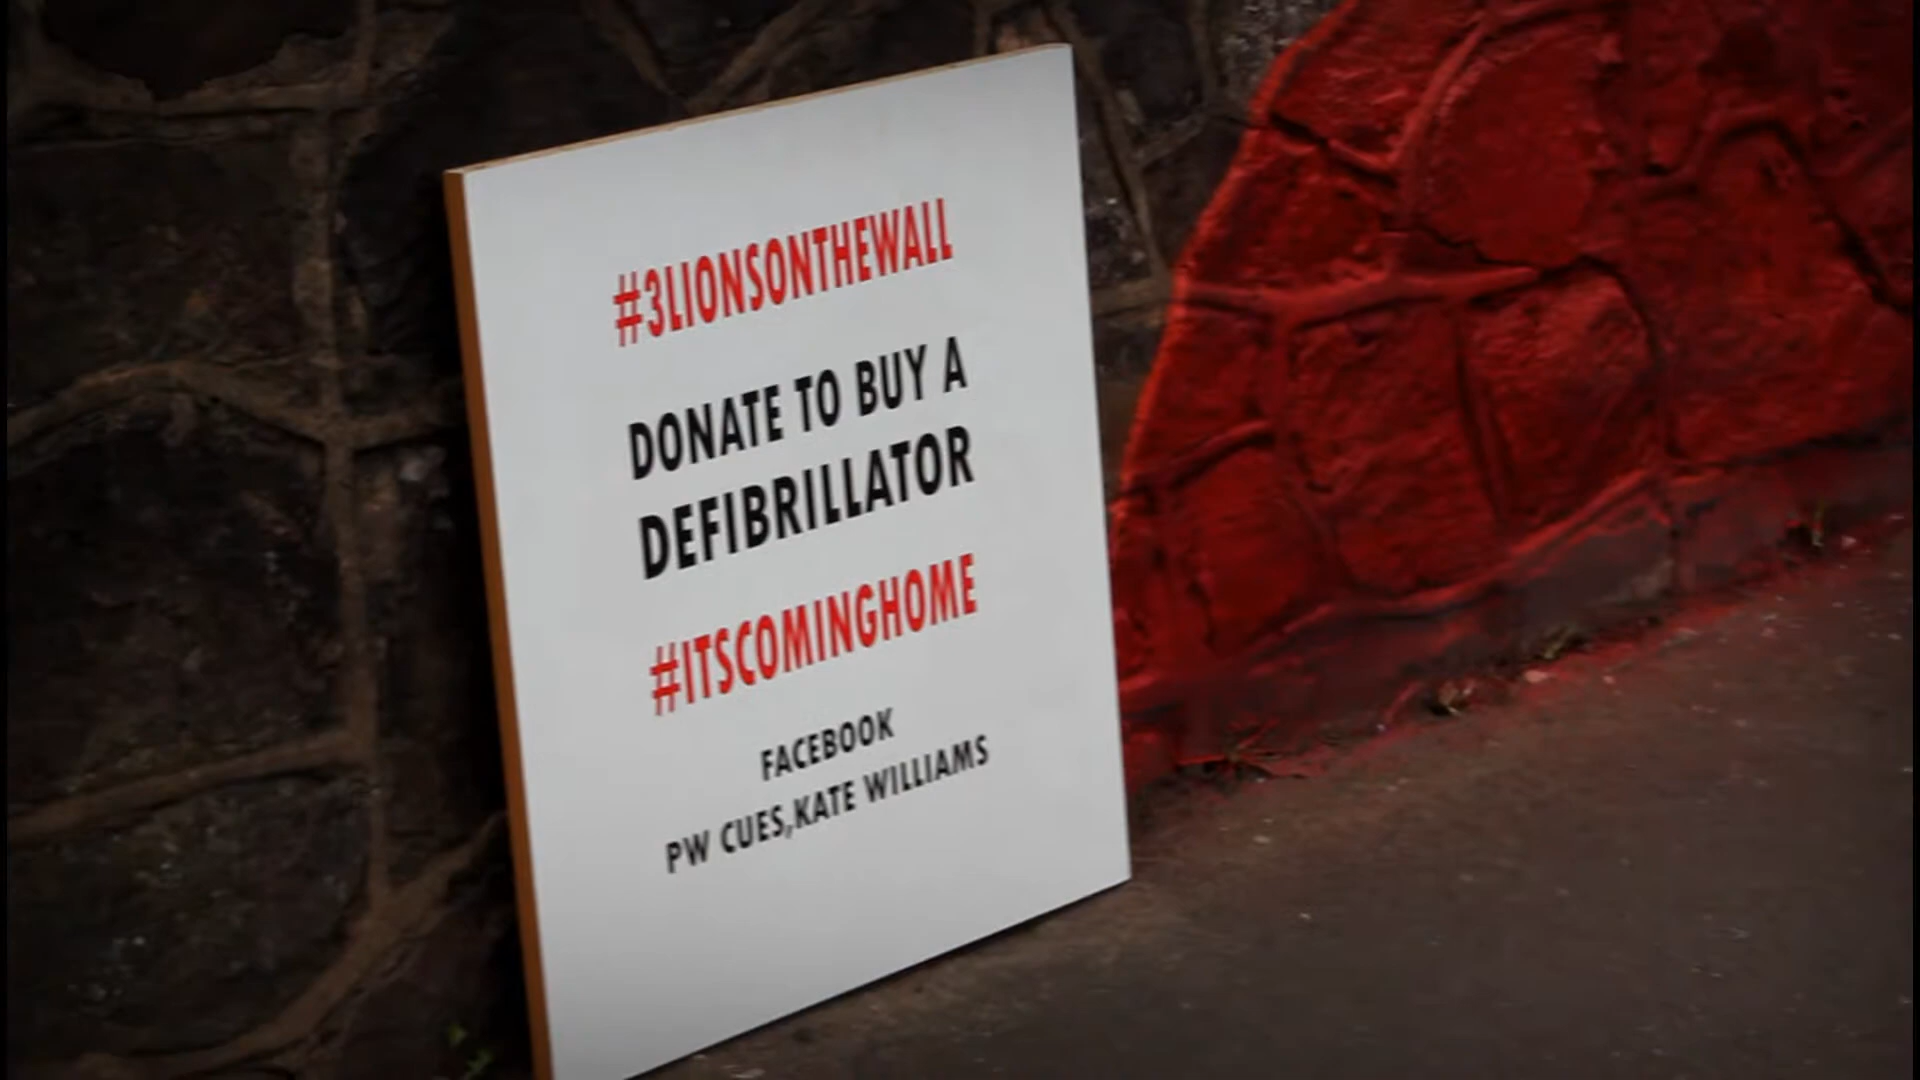 #3LIONSONTHEWALL
DONATE TO BUY A
DEFIBRILLATOR
#ITSCOMINGHOME
FACEBOOK
PW CUES,KATE WILLIAMS